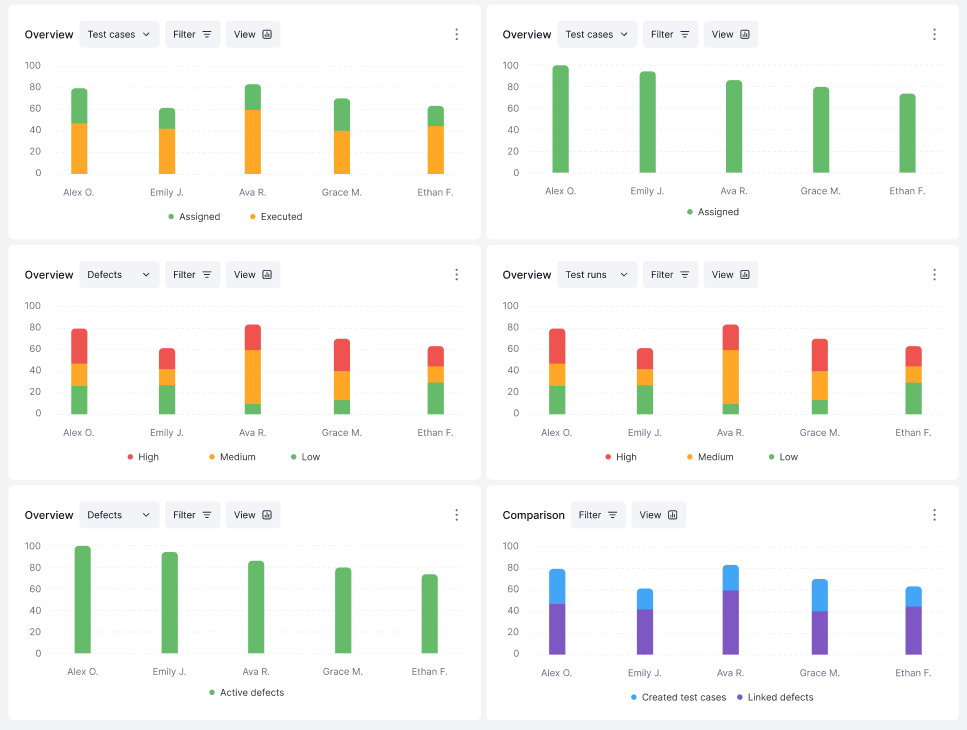 Overview Test cases Filter View
100
80
60
40
20
0
Alex O. Emily J. Ava R. Grace M. Ethan F.
Assigned Executed
Overview Test cases Filter View
100
80
60
40
20
0
Alex O. Emily J. Ava R. Grace M. Ethan F.
Assigned
Overview Defects Filter View
100
80
60
40
20
0
Alex O. Emily J. Ava R. Grace M. Ethan F.
High Medium Low
Overview Test runs Filter View
100
80
60
40
20
0
Alex O. Emily J. Ava R. Grace M. Ethan F.
High Medium Low
Overview Defects Filter View
100
80
60
40
20
0
Alex O. Emily J. Ava R. Grace M. Ethan F.
Active defects
Comparison Filter View
100
80
60
40
20
0
Alex O. Emily J. Ava R. Grace M. Ethan F.
Created test cases Linked defects